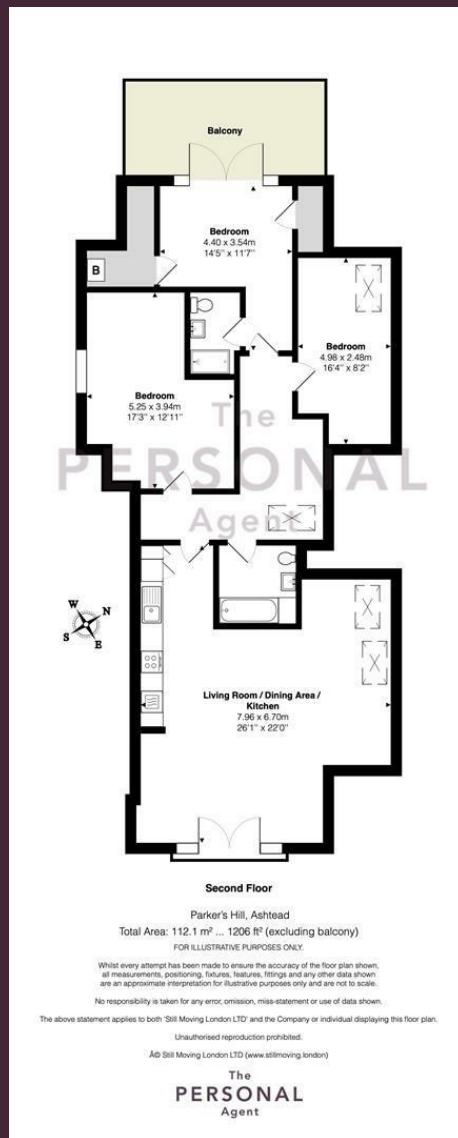 Balcony
Bedroom
4.40 x 3.54m
14'5" x 11'7"
B
Bedroom
4.98 x 2.48m
16'4" x 8'2"
Bedroom
5.25 x 3.94m
17'3" x 12'11"
The
PERSONAL
Agent
W
N
S
E
Living Room / Dining Area /
Kitchen
7.96 x 6.70m
26'1" x 22'0"
Second Floor
Parker's Hill, Ashtead
Total Area: 112.1 m² ... 1206 ft² (excluding balcony)
FOR ILLUSTRATIVE PURPOSES ONLY.
Whilst every attempt has been made to ensure the accuracy of the floor plan shown,
all measurements, positioning, fixtures, features, fittings and any other data shown
are an approximate interpretation for illustrative purposes only and are not to scale.
No responsibility is taken for any error, omission, miss-statement or use of data shown.
The above statement applies to both 'Still Moving London LTD' and the Company or individual displaying this floor plan.
Unauthorised reproduction prohibited.
Â© Still Moving London LTD (www.stillmoving.london)
The
PERSONAL
Agent